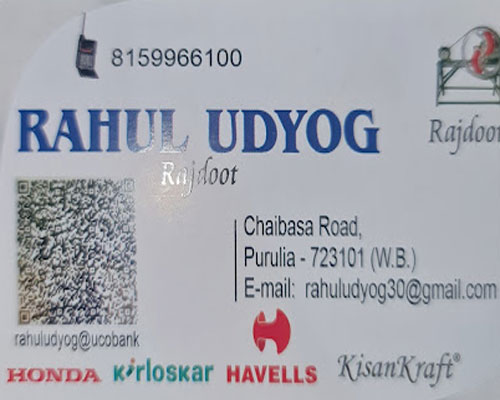 8159966100
RAHUL UDYOG
Rajdoot
Rajdoot
Chaibasa Road,
Purulia - 723101 (W.B.)
E-mail: rahuludyog30@gmail.com
rahuludyog@ucobank
HONDA kirloskar HAVELLS KisanKraft®